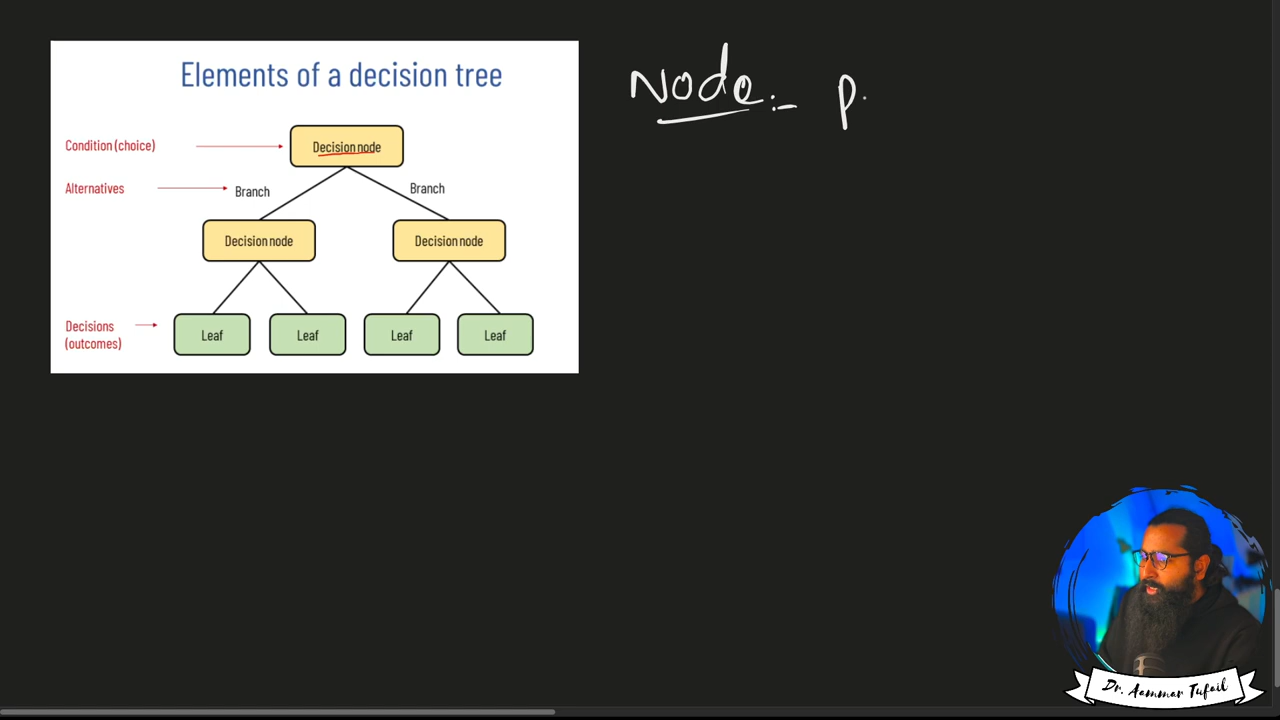 Elements of a decision tree
Node:- p
Condition (choice)
Decision node
Alternatives
Branch
Branch
Decision node
Decision node
Decisions
(outcomes)
Leaf
Leaf
Leaf
Leaf
Dr. Aammar Tufail